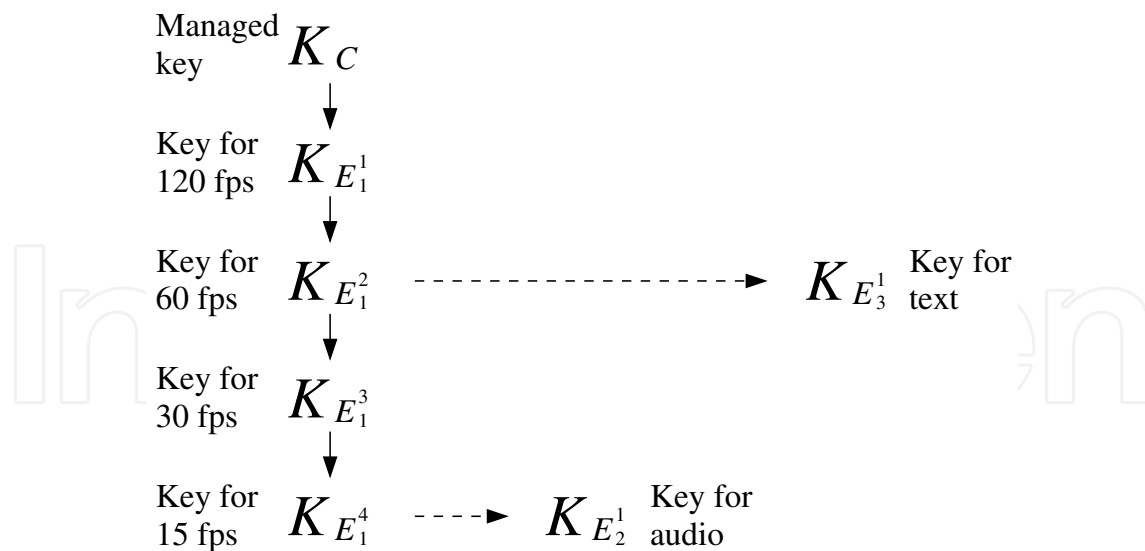 Managed
key
K_C
Key for
120 fps
K_{E_1^1}
Key for
60 fps
K_{E_1^2}
K_{E_3^1}
Key for
text
Key for
30 fps
K_{E_1^3}
Key for
15 fps
K_{E_1^4}
K_{E_2^1}
Key for
audio
In
en